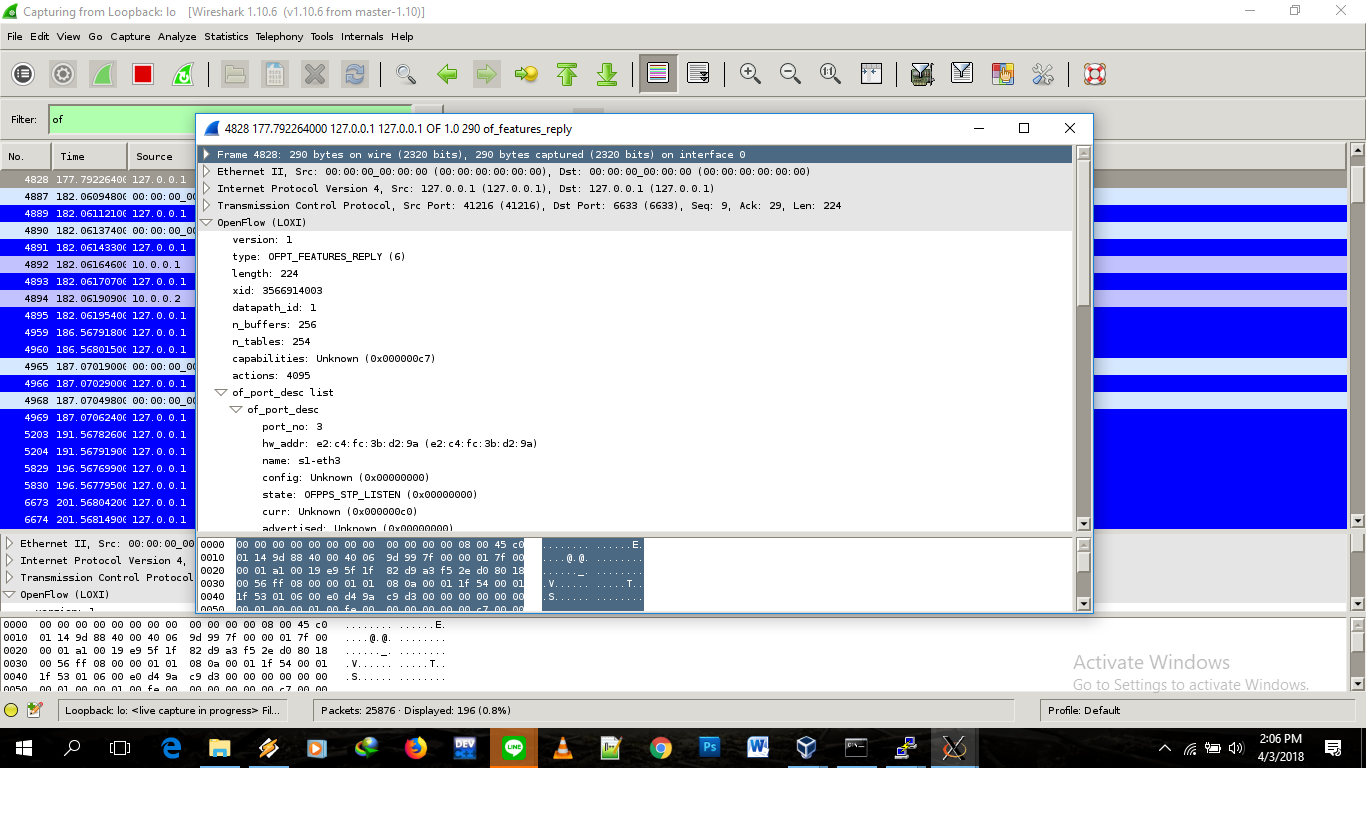 Capturing from Loopback: lo [Wireshark 1.10.6 (v1.10.6 from master-1.10)]
File Edit View Go Capture Analyze Statistics Telephony Tools Internals Help
Filter: of
No. Time Source
4828 177.79226400 127.0.0.1
4887 182.06094800 00:00:00_00
4889 182.06112100 127.0.0.1
4890 182.06137400 00:00:00_00
4891 182.06143300 127.0.0.1
4892 182.06164600 10.0.0.1
4893 182.06170700 127.0.0.1
4894 182.06190900 10.0.0.2
4895 182.06195400 127.0.0.1
4959 186.56791800 127.0.0.1
4960 186.56801500 127.0.0.1
4965 187.07019000 00:00:00_00
4966 187.07029000 127.0.0.1
4968 187.07049800 00:00:00_00
4969 187.07062400 127.0.0.1
5203 191.56782600 127.0.0.1
5204 191.56791900 127.0.0.1
5829 196.56769900 127.0.0.1
5830 196.56779500 127.0.0.1
6673 201.56804200 127.0.0.1
6674 201.56814900 127.0.0.1
4828 177.792264000 127.0.0.1 127.0.0.1 OF 1.0 290 of_features_reply
Frame 4828: 290 bytes on wire (2320 bits), 290 bytes captured (2320 bits) on interface 0
Ethernet II, Src: 00:00:00_00:00:00 (00:00:00:00:00:00), Dst: 00:00:00_00:00:00 (00:00:00:00:00:00)
Internet Protocol Version 4, Src: 127.0.0.1 (127.0.0.1), Dst: 127.0.0.1 (127.0.0.1)
Transmission Control Protocol, Src Port: 41216 (41216), Dst Port: 6633 (6633), Seq: 9, Ack: 29, Len: 224
OpenFlow (LOXI)
version: 1
type: OFPT_FEATURES_REPLY (6)
length: 224
xid: 3566914003
datapath_id: 1
n_buffers: 256
n_tables: 254
capabilities: Unknown (0x000000c7)
actions: 4095
of_port_desc list
of_port_desc
port_no: 3
hw_addr: e2:c4:fc:3b:d2:9a (e2:c4:fc:3b:d2:9a)
name: s1-eth3
config: Unknown (0x00000000)
state: OFPPS_STP_LISTEN (0x00000000)
curr: Unknown (0x000000c0)
advertised: Unknown (0x00000000)
0000 00 00 00 00 00 00 00 00 00 00 00 00 08 00 45 c0 ........ ......E.
0010 01 14 9d 88 40 00 40 06 9d 99 7f 00 00 01 7f 00 ....@.@. ........
0020 00 01 a1 00 19 e9 5f 1f 82 d9 a3 f5 2e d0 80 18 ......_. ........
0030 00 56 ff 08 00 00 01 01 08 0a 00 01 1f 54 00 01 .V...... .....T..
0040 1f 53 01 06 00 e0 d4 9a c9 d3 00 00 00 00 00 00 .S...... ........
0050 00 01 00 00 01 00 fe 00 00 00 00 00 00 c7 00 00
Ethernet II, Src: 00:00:00_00
Internet Protocol Version 4,
Transmission Control Protocol
OpenFlow (LOXI)
0000 00 00 00 00 00 00 00 00 00 00 00 00 08 00 45 c0 ........ ......E.
0010 01 14 9d 88 40 00 40 06 9d 99 7f 00 00 01 7f 00 ....@.@. ........
0020 00 01 a1 00 19 e9 5f 1f 82 d9 a3 f5 2e d0 80 18 ......_. ........
0030 00 56 ff 08 00 00 01 01 08 0a 00 01 1f 54 00 01 .V...... .....T..
0040 1f 53 01 06 00 e0 d4 9a c9 d3 00 00 00 00 00 00 .S...... ........
0050 00 01 00 00 01 00 fe 00 00 00 00 00 00 c7 00 00
Activate Windows
Go to Settings to activate Windows.
Loopback: lo: <live capture in progress> Fil... Packets: 25876 · Displayed: 196 (0.8%) Profile: Default
DEV
LINE
Ps
2:06 PM
4/3/2018